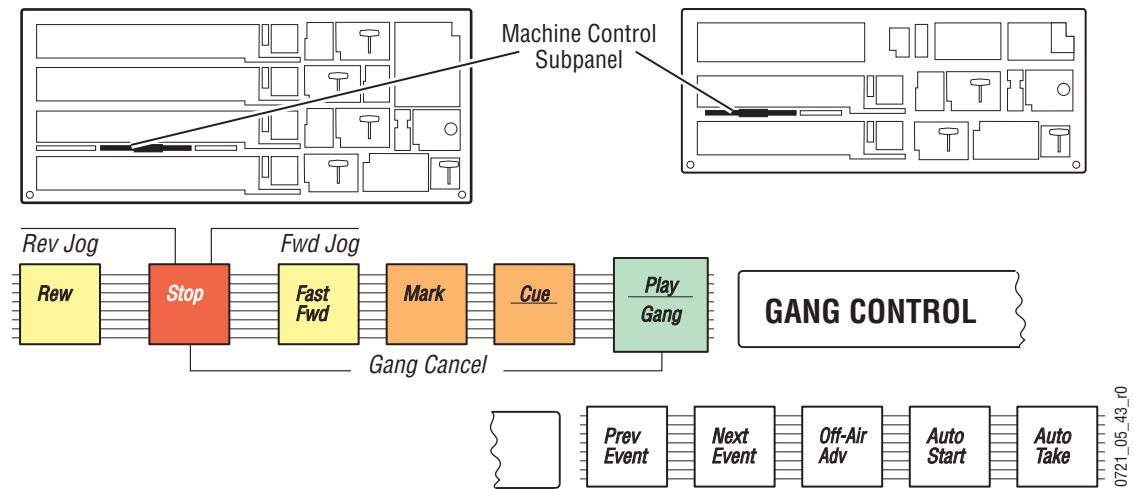 Machine Control
Subpanel
Rev Jog
Fwd Jog
Rew
Stop
Fast
Fwd
Mark
Cue
Play
Gang
GANG CONTROL
Gang Cancel
Prev
Event
Next
Event
Off-Air
Adv
Auto
Start
Auto
Take
0721_05_43_r0